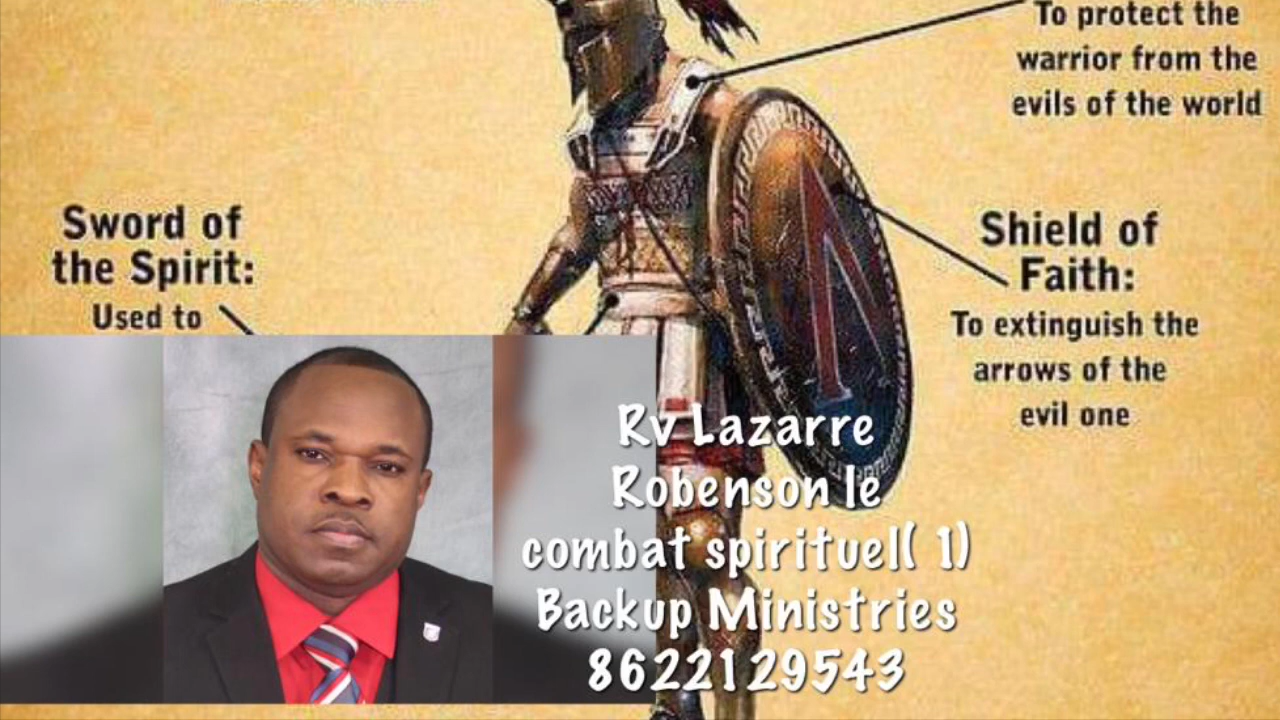 To protect the
warrior from the
evils of the world
Sword of
the Spirit:
Used to
Shield of
Faith:
To extinguish the
arrows of the
evil one
Rv Lazarre
Robenson le
combat spirituel( 1)
Backup Ministries
8622129543